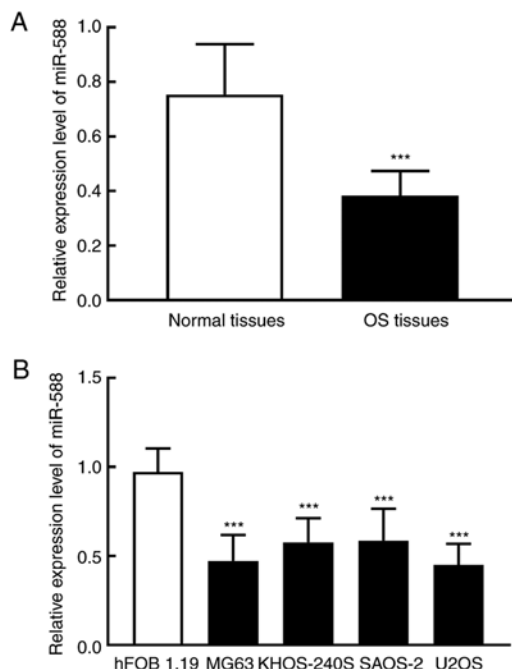 A
Relative expression level of miR-588
1.0
0.8
0.6
0.4
0.2
0.0
***
Normal tissues OS tissues
B
Relative expression level of miR-588
1.5
1.0
0.5
0.0
*** *** *** ***
hFOB 1.19 MG63 KHOS-240S SAOS-2 U2OS